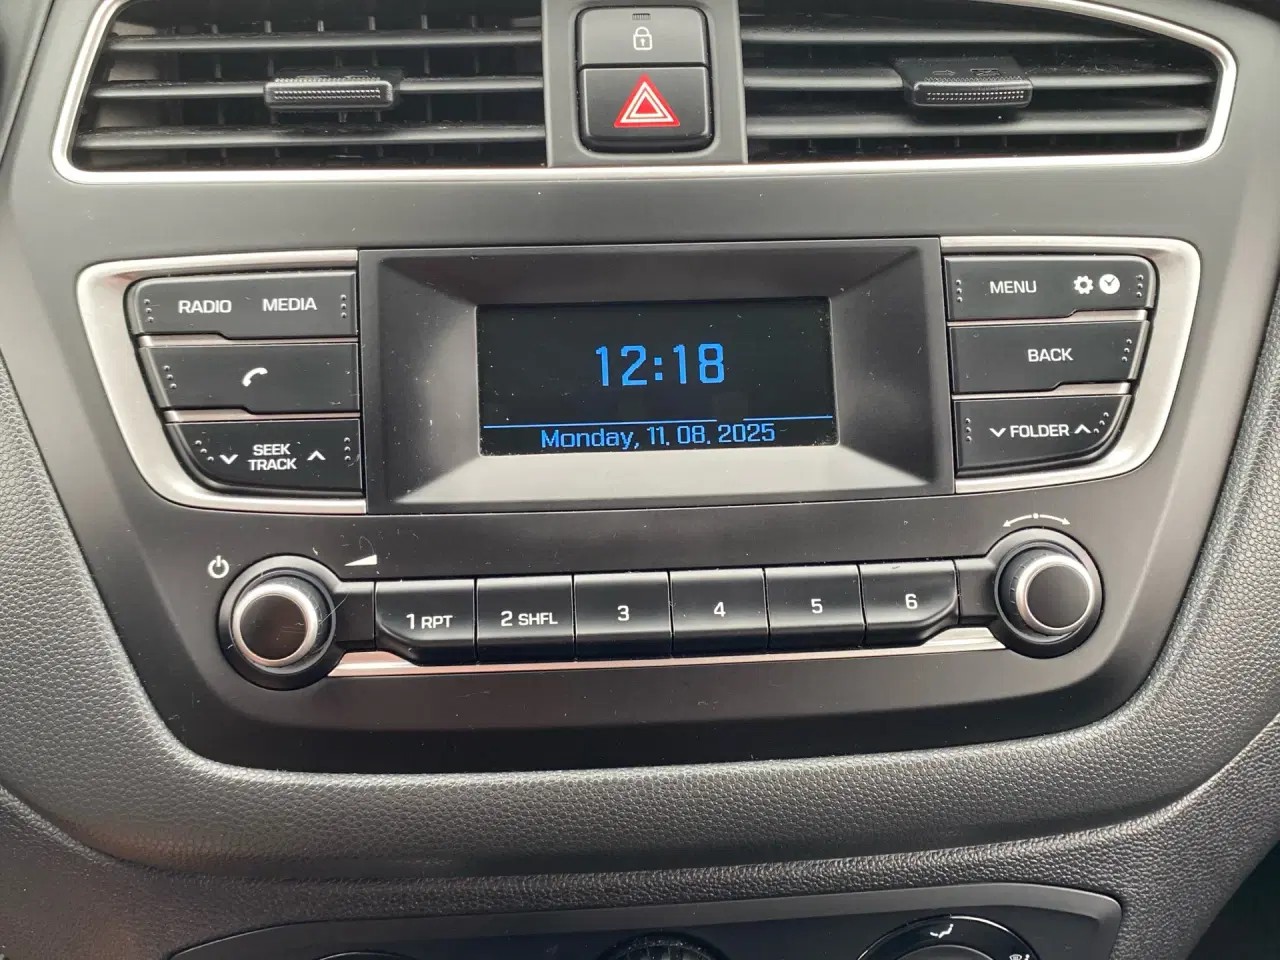 RADIO MEDIA
SEEK
TRACK
12:18
Monday, 11. 08. 2025
MENU
BACK
FOLDER
1 RPT
2 SHFL
3
4
5
6